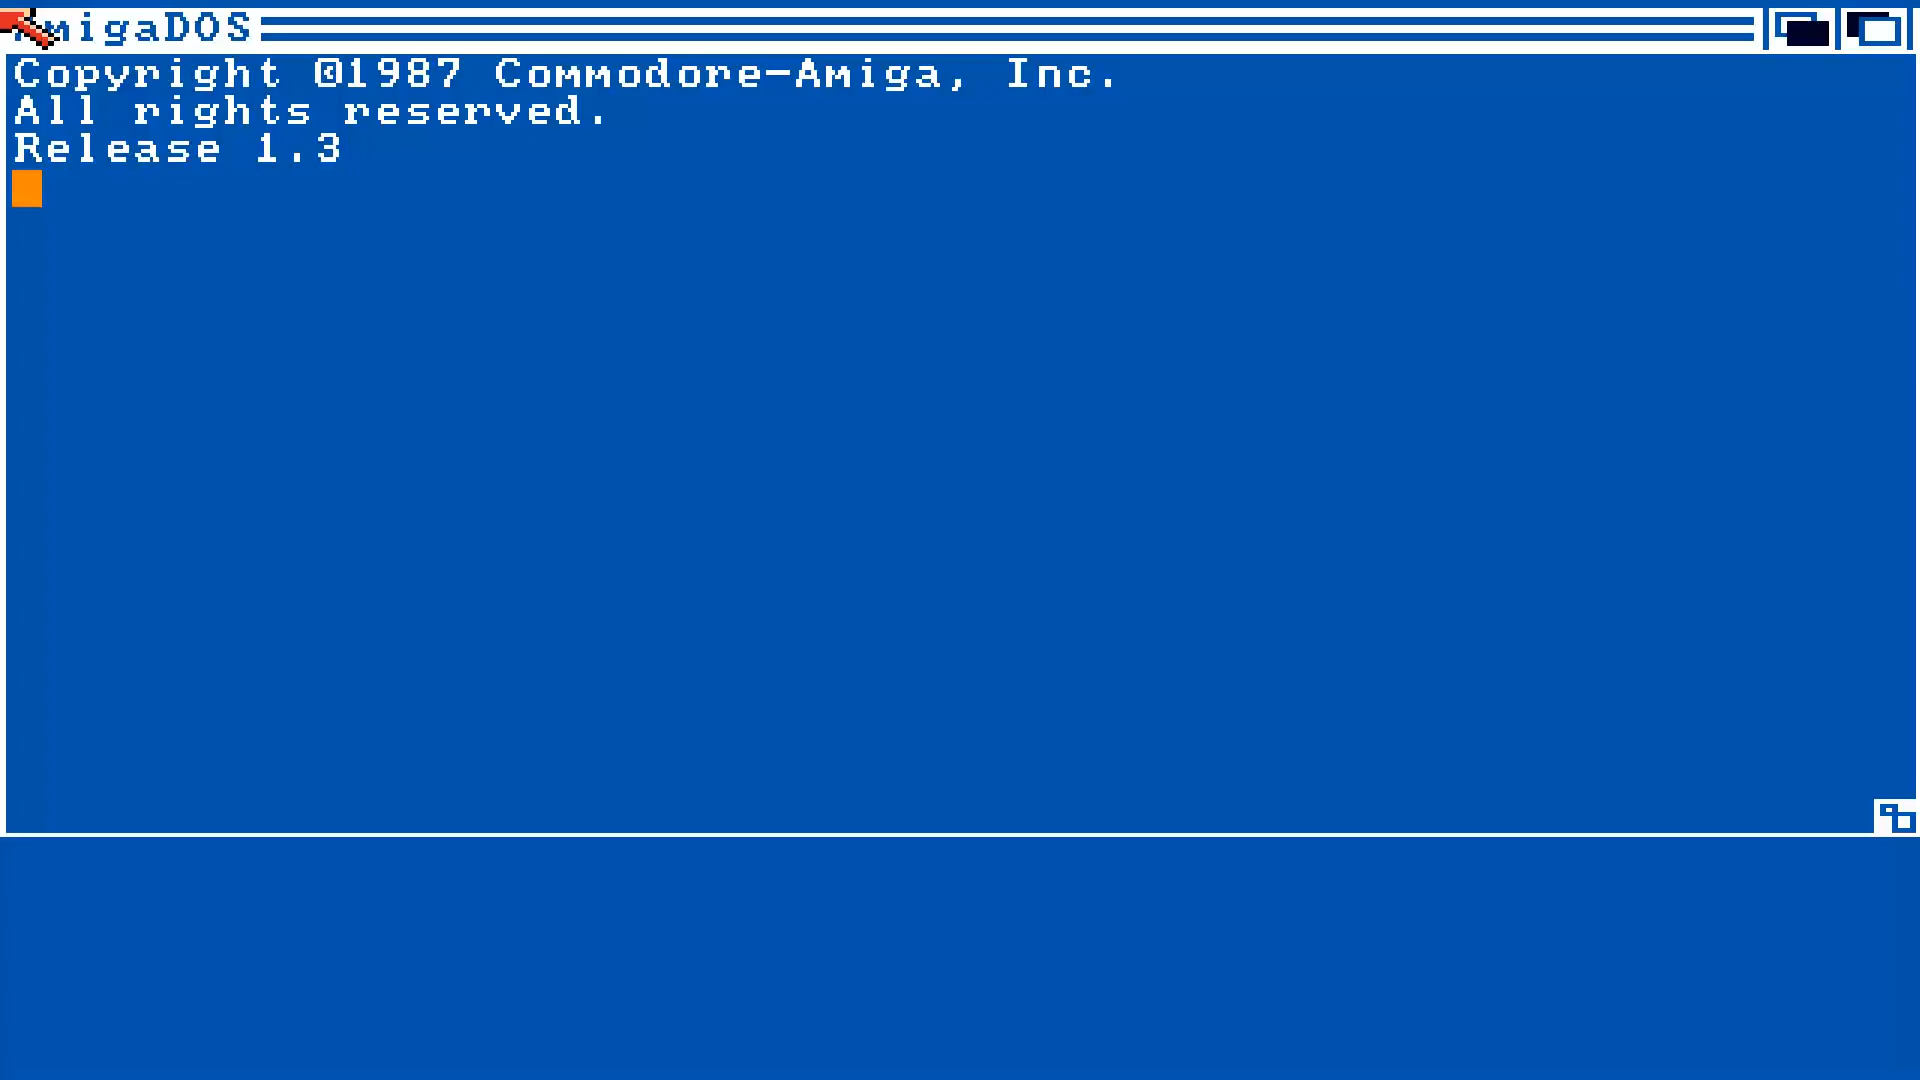 AmigaDOS
Copyright ©1987 Commodore-Amiga, Inc.
All rights reserved.
Release 1.3